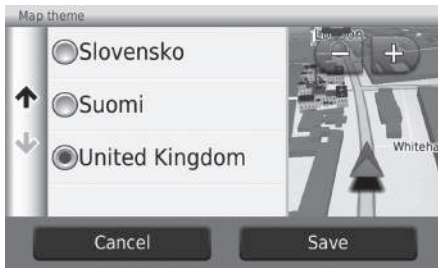 Map theme
Slovensko
Suomi
United Kingdom
Whiteha
Cancel
Save